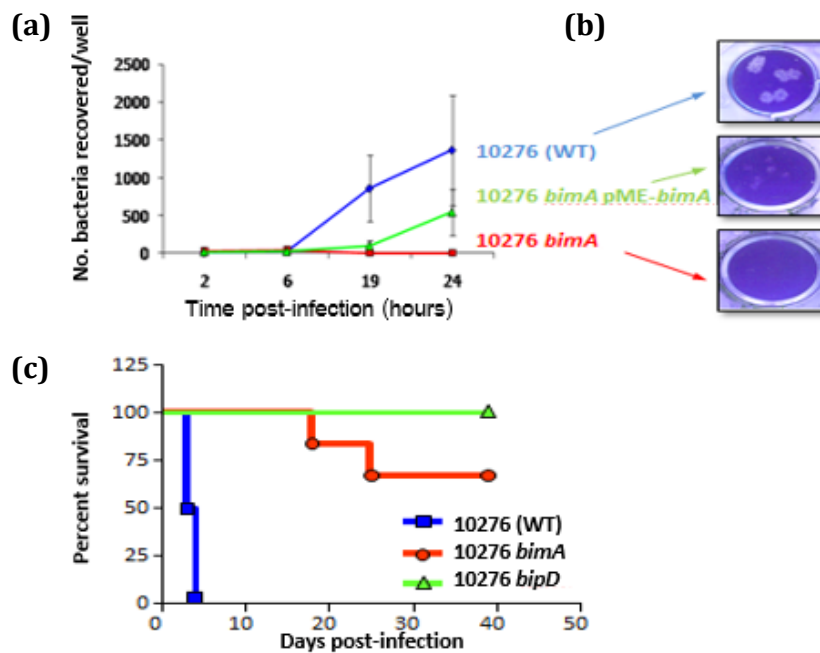 (a)
No. bacteria recovered/well
2500
2000
1500
1000
500
0
2 6 19 24
Time post-infection (hours)
10276 (WT)
10276 bimA pME-bimA
10276 bimA
(b)
(c)
Percent survival
125
100
75
50
25
0
0 10 20 30 40 50
Days post-infection
10276 (WT)
10276 bimA
10276 bipD